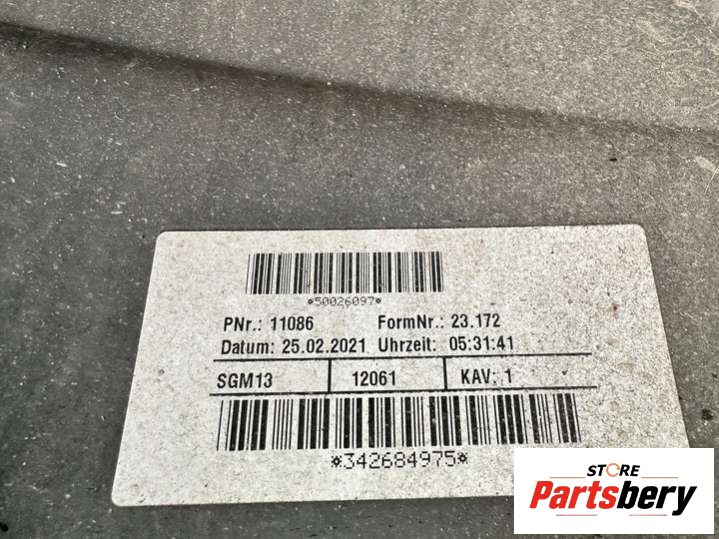 *50026097*
PNr.: 11086 FormNr.: 23.172
Datum: 25.02.2021 Uhrzeit: 05:31:41
SGM13 12061 KAV: 1
*342684975*
STORE
Partsbery